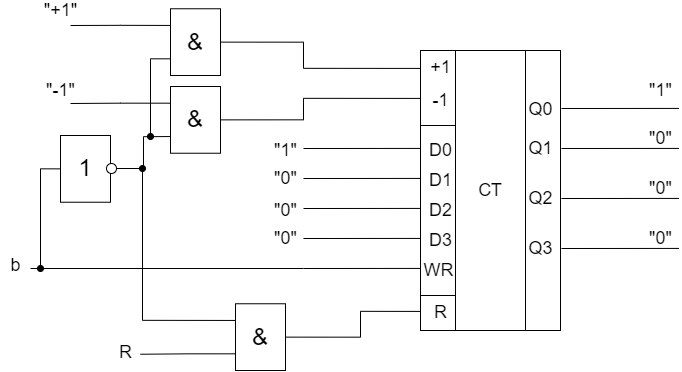 "+1"
&
"-1"
&
+1
-1
"1"
Q0
"1"
D0
Q1
"0"
1
"0"
D1
CT
"0"
D2
Q2
"0"
"0"
D3
Q3
"0"
b
WR
R
&
R